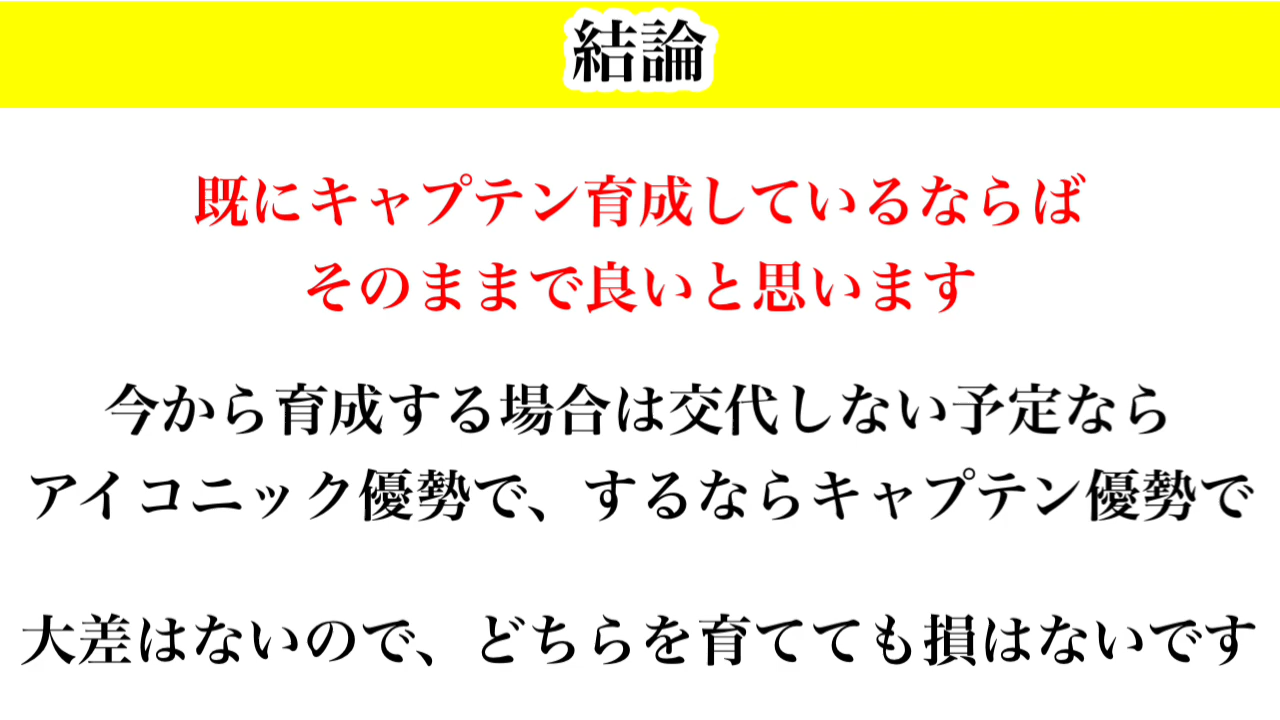 結論
既にキャプテン育成しているならば
そのままで良いと思います
今から育成する場合は交代しない予定なら
アイコニック優勢で、するならキャプテン優勢で
大差はないので、どちらを育てても損はないです